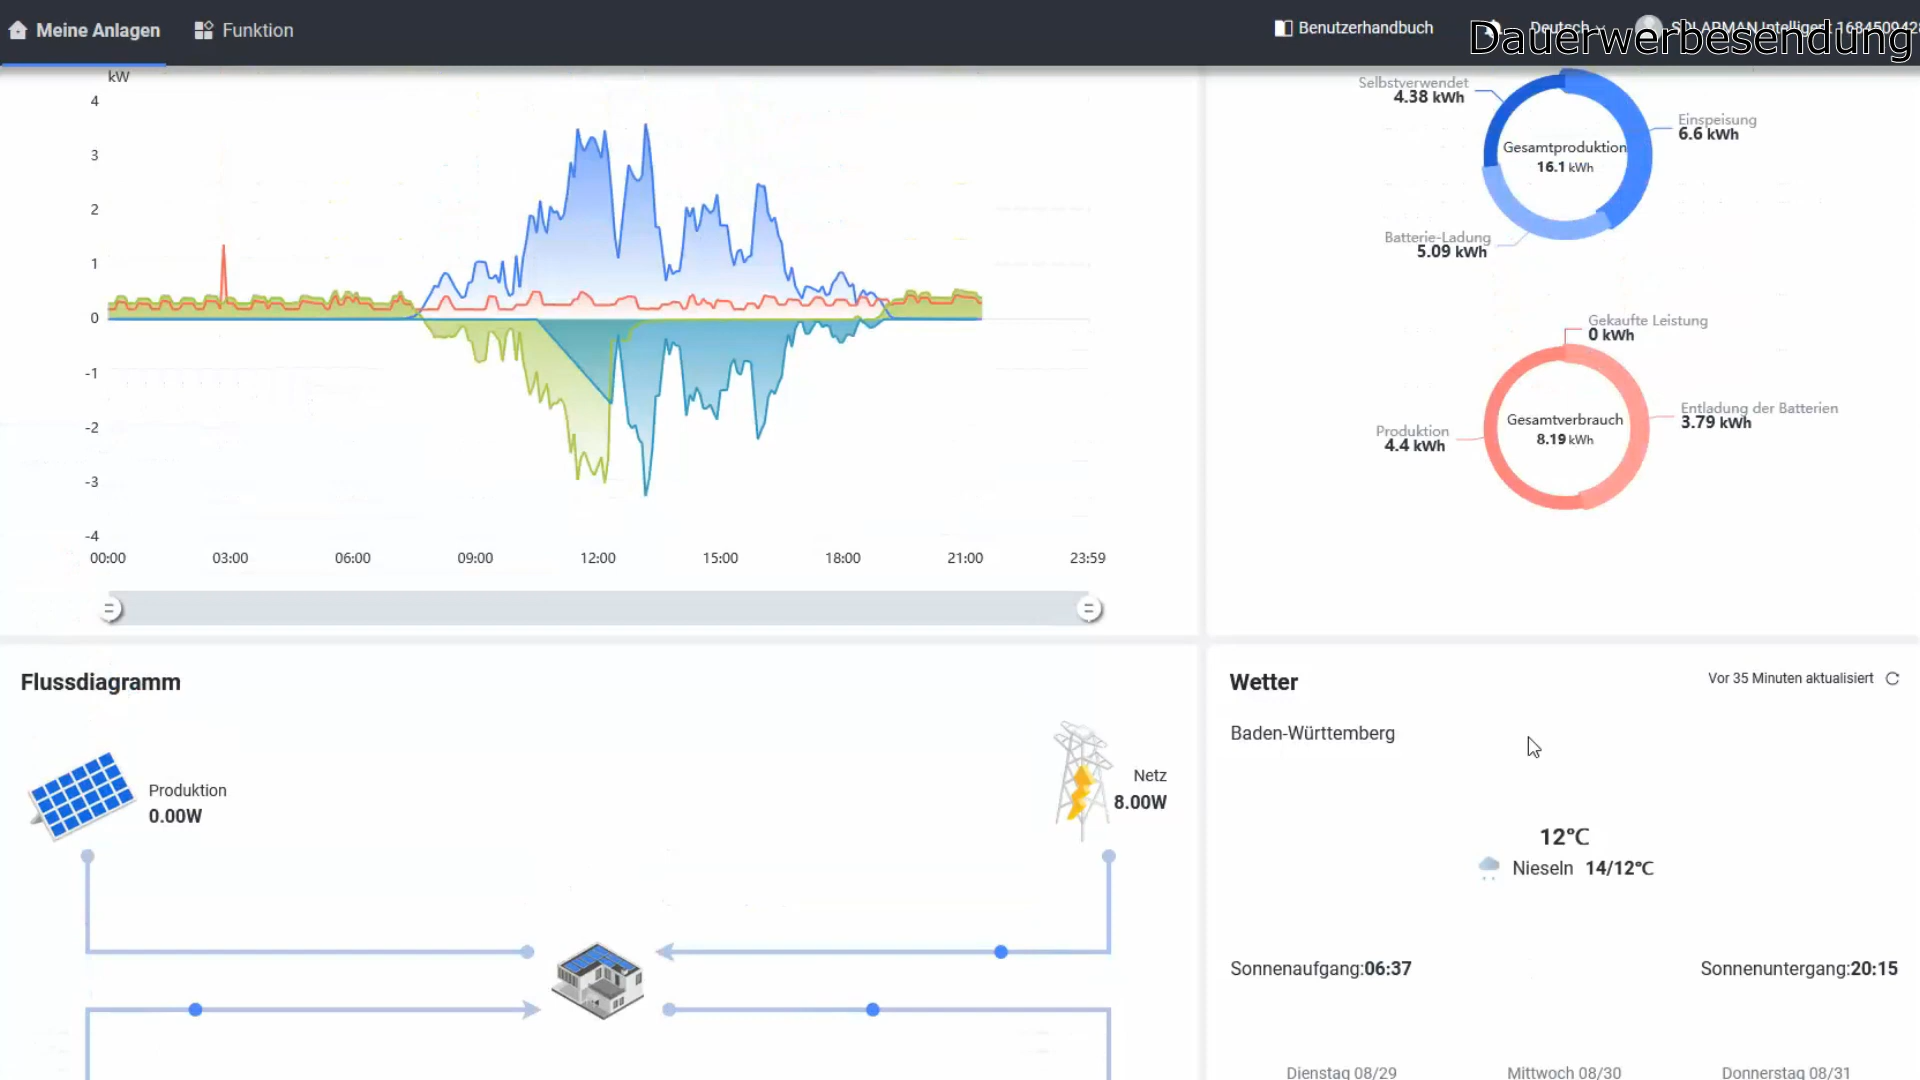 Meine Anlagen
Funktion
Benutzerhandbuch
Deutsch
SOLARMAN Intelligent
Dauerwerbesendung
kW
4
3
2
1
0
-1
-2
-3
-4
00:00 03:00 06:00 09:00 12:00 15:00 18:00 21:00 23:59
Selbstverwendet
4.38 kWh
Einspeisung
6.6 kWh
Gesamtproduktion
16.1 kWh
Batterie-Ladung
5.09 kWh
Gekaufte Leistung
0 kWh
Entladung der Batterien
3.79 kWh
Gesamtverbrauch
8.19 kWh
Produktion
4.4 kWh
Flussdiagramm
Produktion
0.00W
Netz
8.00W
Wetter
Vor 35 Minuten aktualisiert
Baden-Württemberg
12℃
Nieseln 14/12℃
Sonnenaufgang:06:37
Sonnenuntergang:20:15
Dienstag 08/29
Mittwoch 08/30
Donnerstag 08/31